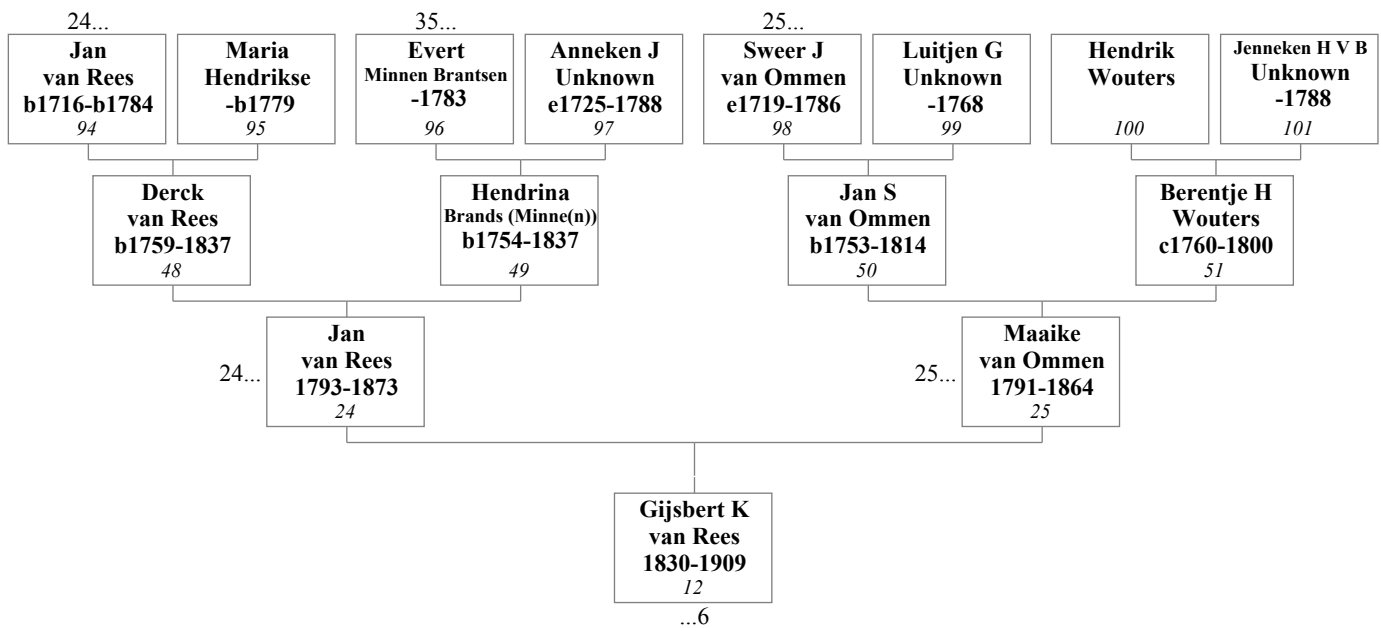 24...
Jan
van Rees
b1716-b1784
94
Maria
Hendrikse
-b1779
95
35...
Evert
Minnen Brantsen
-1783
96
Anneken J
Unknown
e1725-1788
97
25...
Sweer J
van Ommen
e1719-1786
98
Luitjen G
Unknown
-1768
99
Hendrik
Wouters
100
Jenneken H V B
Unknown
-1788
101
Derck
van Rees
b1759-1837
48
Hendrina
Brands (Minne(n))
b1754-1837
49
Jan S
van Ommen
b1753-1814
50
Berentje H
Wouters
c1760-1800
51
24...
Jan
van Rees
1793-1873
24
25...
Maaike
van Ommen
1791-1864
25
Gijsbert K
van Rees
1830-1909
12
...6